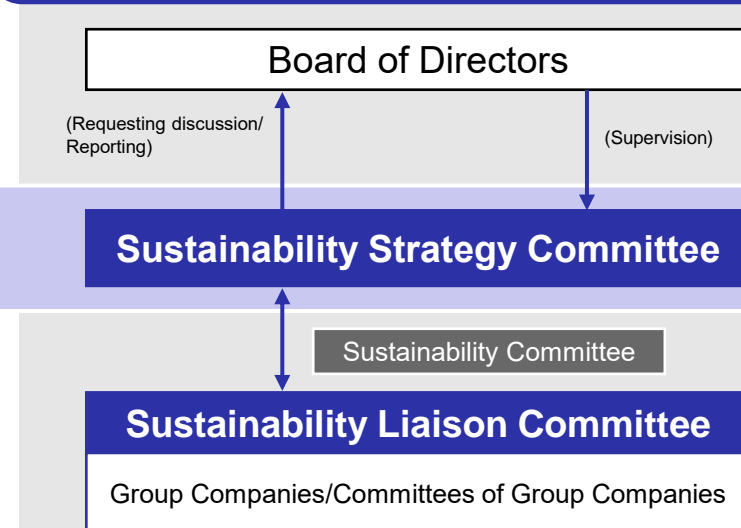 Board of Directors
(Requesting discussion/
Reporting)
(Supervision)
Sustainability Strategy Committee
Sustainability Committee
Sustainability Liaison Committee
Group Companies/Committees of Group Companies